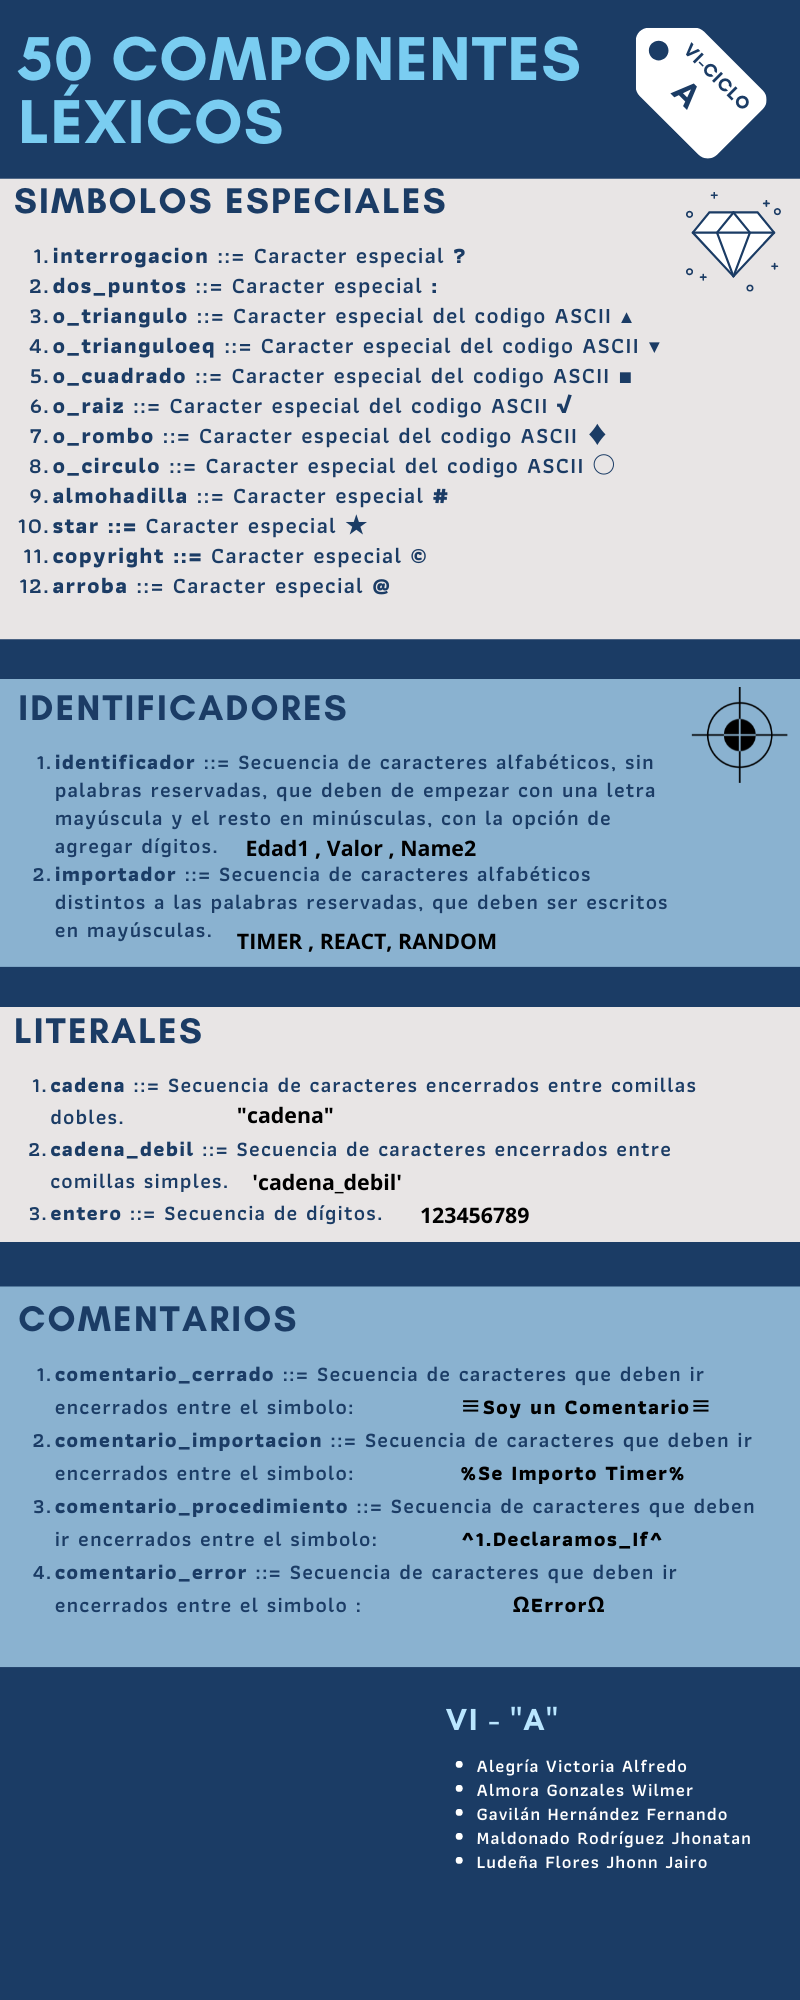 50 COMPONENTES
LÉXICOS
VI-CICLO
A
SIMBOLOS ESPECIALES
1. interrogacion ::= Caracter especial ?
2. dos_puntos ::= Caracter especial :
3. o_triangulo ::= Caracter especial del codigo ASCII ▲
4. o_trianguloeq ::= Caracter especial del codigo ASCII ▼
5. o_cuadrado ::= Caracter especial del codigo ASCII ■
6. o_raiz ::= Caracter especial del codigo ASCII √
7. o_rombo ::= Caracter especial del codigo ASCII ♦
8. o_circulo ::= Caracter especial del codigo ASCII ○
9. almohadilla ::= Caracter especial #
10. star ::= Caracter especial ★
11. copyright ::= Caracter especial ©
12. arroba ::= Caracter especial @
IDENTIFICADORES
1. identificador ::= Secuencia de caracteres alfabéticos, sin
palabras reservadas, que deben de empezar con una letra
mayúscula y el resto en minúsculas, con la opción de
agregar dígitos. Edad1 , Valor , Name2
2. importador ::= Secuencia de caracteres alfabéticos
distintos a las palabras reservadas, que deben ser escritos
en mayúsculas. TIMER , REACT, RANDOM
LITERALES
1. cadena ::= Secuencia de caracteres encerrados entre comillas
dobles. "cadena"
2. cadena_debil ::= Secuencia de caracteres encerrados entre
comillas simples. 'cadena_debil'
3. entero ::= Secuencia de dígitos. 123456789
COMENTARIOS
1. comentario_cerrado ::= Secuencia de caracteres que deben ir
encerrados entre el simbolo: ≡Soy un Comentario≡
2. comentario_importacion ::= Secuencia de caracteres que deben ir
encerrados entre el simbolo: %Se Importo Timer%
3. comentario_procedimiento ::= Secuencia de caracteres que deben
ir encerrados entre el simbolo: ^1.Declaramos_If^
4. comentario_error ::= Secuencia de caracteres que deben ir
encerrados entre el simbolo : ΩErrorΩ
VI - "A"
• Alegría Victoria Alfredo
• Almora Gonzales Wilmer
• Gavilán Hernández Fernando
• Maldonado Rodríguez Jhonatan
• Ludeña Flores Jhonn Jairo